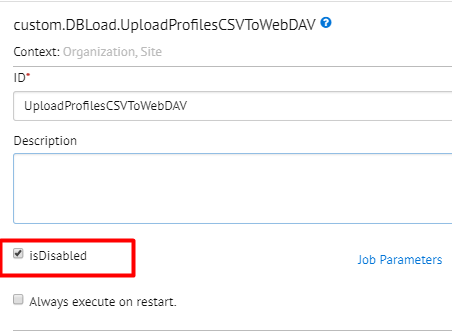 custom.DBLoad.UploadProfilesCSVToWebDAV ?
Context: Organization, Site
ID*
UploadProfilesCSVToWebDAV
Description
isDisabled
Job Parameters
Always execute on restart.